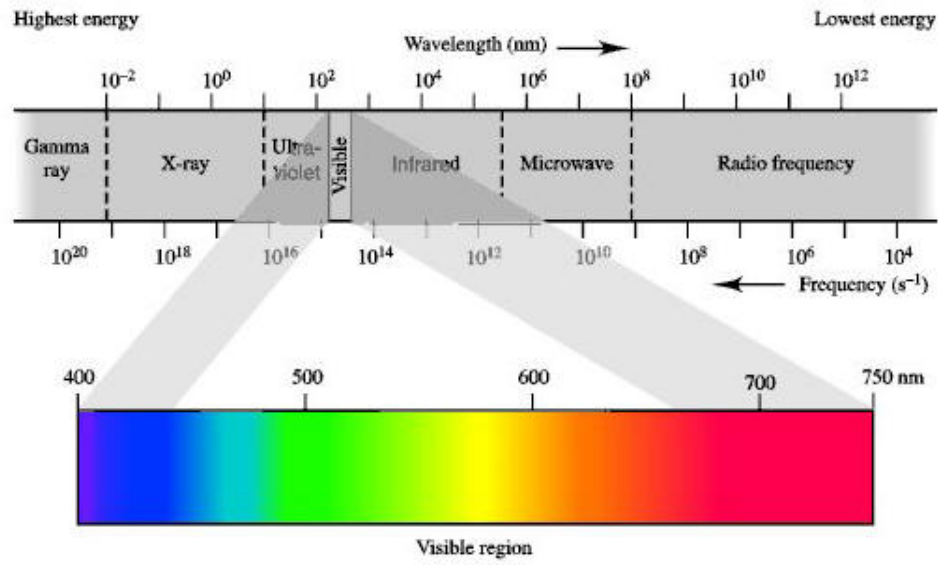 Highest energy
Lowest energy
Wavelength (nm)
10⁻² 10⁰ 10² 10⁴ 10⁶ 10⁸ 10¹⁰ 10¹²
Gamma
ray
X-ray
Ultra-
violet
Visible
Infrared
Microwave
Radio frequency
10²⁰ 10¹⁸ 10¹⁶ 10¹⁴ 10¹² 10¹⁰ 10⁸ 10⁶ 10⁴
Frequency (s⁻¹)
400 500 600 700 750 nm
Visible region